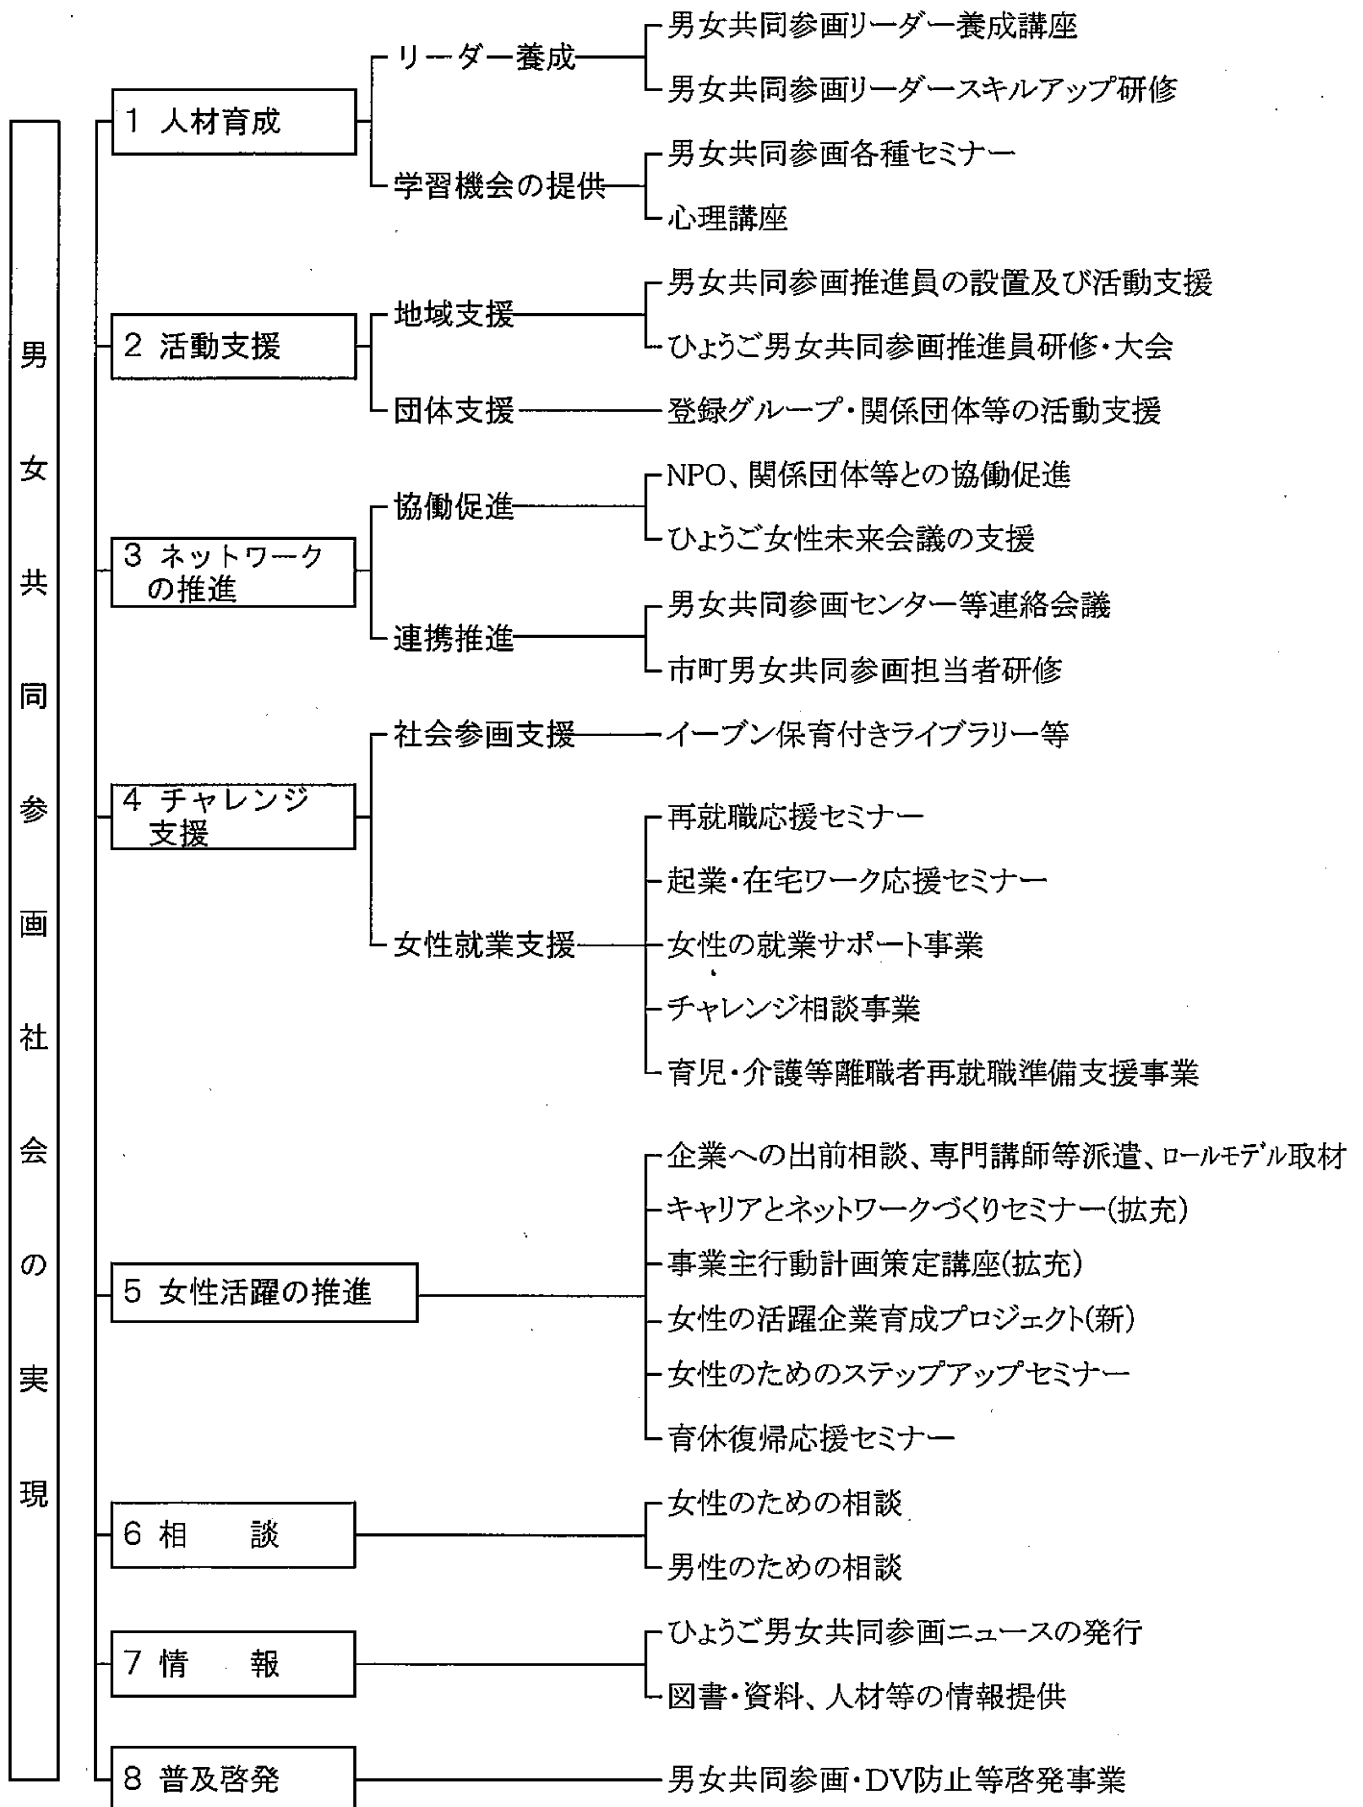 男女共同参画社会の実現
1 人材育成
リーダー養成
男女共同参画リーダー養成講座
男女共同参画リーダースキルアップ研修
学習機会の提供
男女共同参画各種セミナー
心理講座
2 活動支援
地域支援
男女共同参画推進員の設置及び活動支援
ひょうご男女共同参画推進員研修・大会
団体支援
登録グループ・関係団体等の活動支援
3 ネットワーク
の推進
協働促進
NPO、関係団体等との協働促進
ひょうご女性未来会議の支援
連携推進
男女共同参画センター等連絡会議
市町男女共同参画担当者研修
4 チャレンジ
支援
社会参画支援
イーブン保育付きライブラリー等
女性就業支援
再就職応援セミナー
起業・在宅ワーク応援セミナー
女性の就業サポート事業
チャレンジ相談事業
育児・介護等離職者再就職準備支援事業
5 女性活躍の推進
企業への出前相談、専門講師等派遣、ロールモデル取材
キャリアとネットワークづくりセミナー(拡充)
事業主行動計画策定講座(拡充)
女性の活躍企業育成プロジェクト(新)
女性のためのステップアップセミナー
育休復帰応援セミナー
6 相 談
女性のための相談
男性のための相談
7 情 報
ひょうご男女共同参画ニュースの発行
図書・資料、人材等の情報提供
8 普及啓発
男女共同参画・DV防止等啓発事業